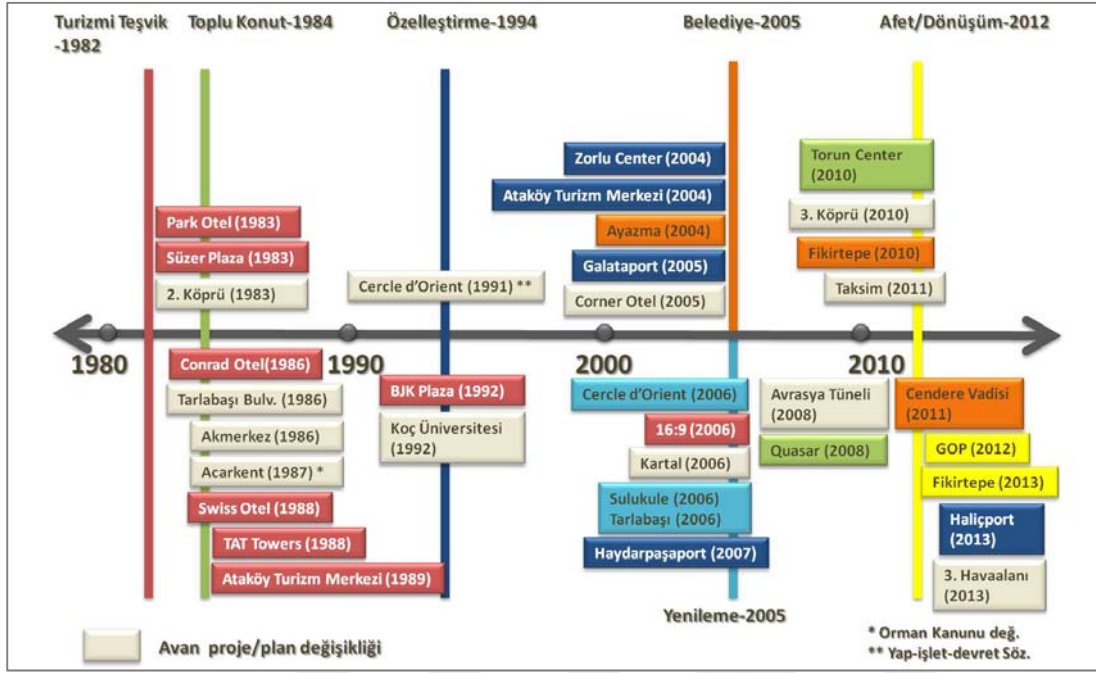 Turizmi Teşvik
-1982
Toplu Konut-1984
Özelleştirme-1994
Belediye-2005
Afet/Dönüşüm-2012
Zorlu Center (2004)
Ataköy Turizm Merkezi (2004)
Ayazma (2004)
Galataport (2005)
Corner Otel (2005)
Torun Center
(2010)
3. Köprü (2010)
Fikirtepe (2010)
Taksim (2011)
Park Otel (1983)
Süzer Plaza (1983)
2. Köprü (1983)
Cercle d'Orient (1991) **
1980
1990
2000
2010
Conrad Otel(1986)
Tarlabaşı Bulv. (1986)
Akmerkez (1986)
Acarkent (1987) *
Swiss Otel (1988)
TAT Towers (1988)
Ataköy Turizm Merkezi (1989)
BJK Plaza (1992)
Koç Üniversitesi
(1992)
Cercle d'Orient (2006)
16:9 (2006)
Kartal (2006)
Sulukule (2006)
Tarlabaşı (2006)
Haydarpaşaport (2007)
Avrasya Tüneli
(2008)
Quasar (2008)
Cendere Vadisi
(2011)
GOP (2012)
Fikirtepe (2013)
Haliçport
(2013)
3. Havaalanı
(2013)
Yenileme-2005
Avan proje/plan değişikliği
* Orman Kanunu değ.
** Yap-işlet-devret Söz.